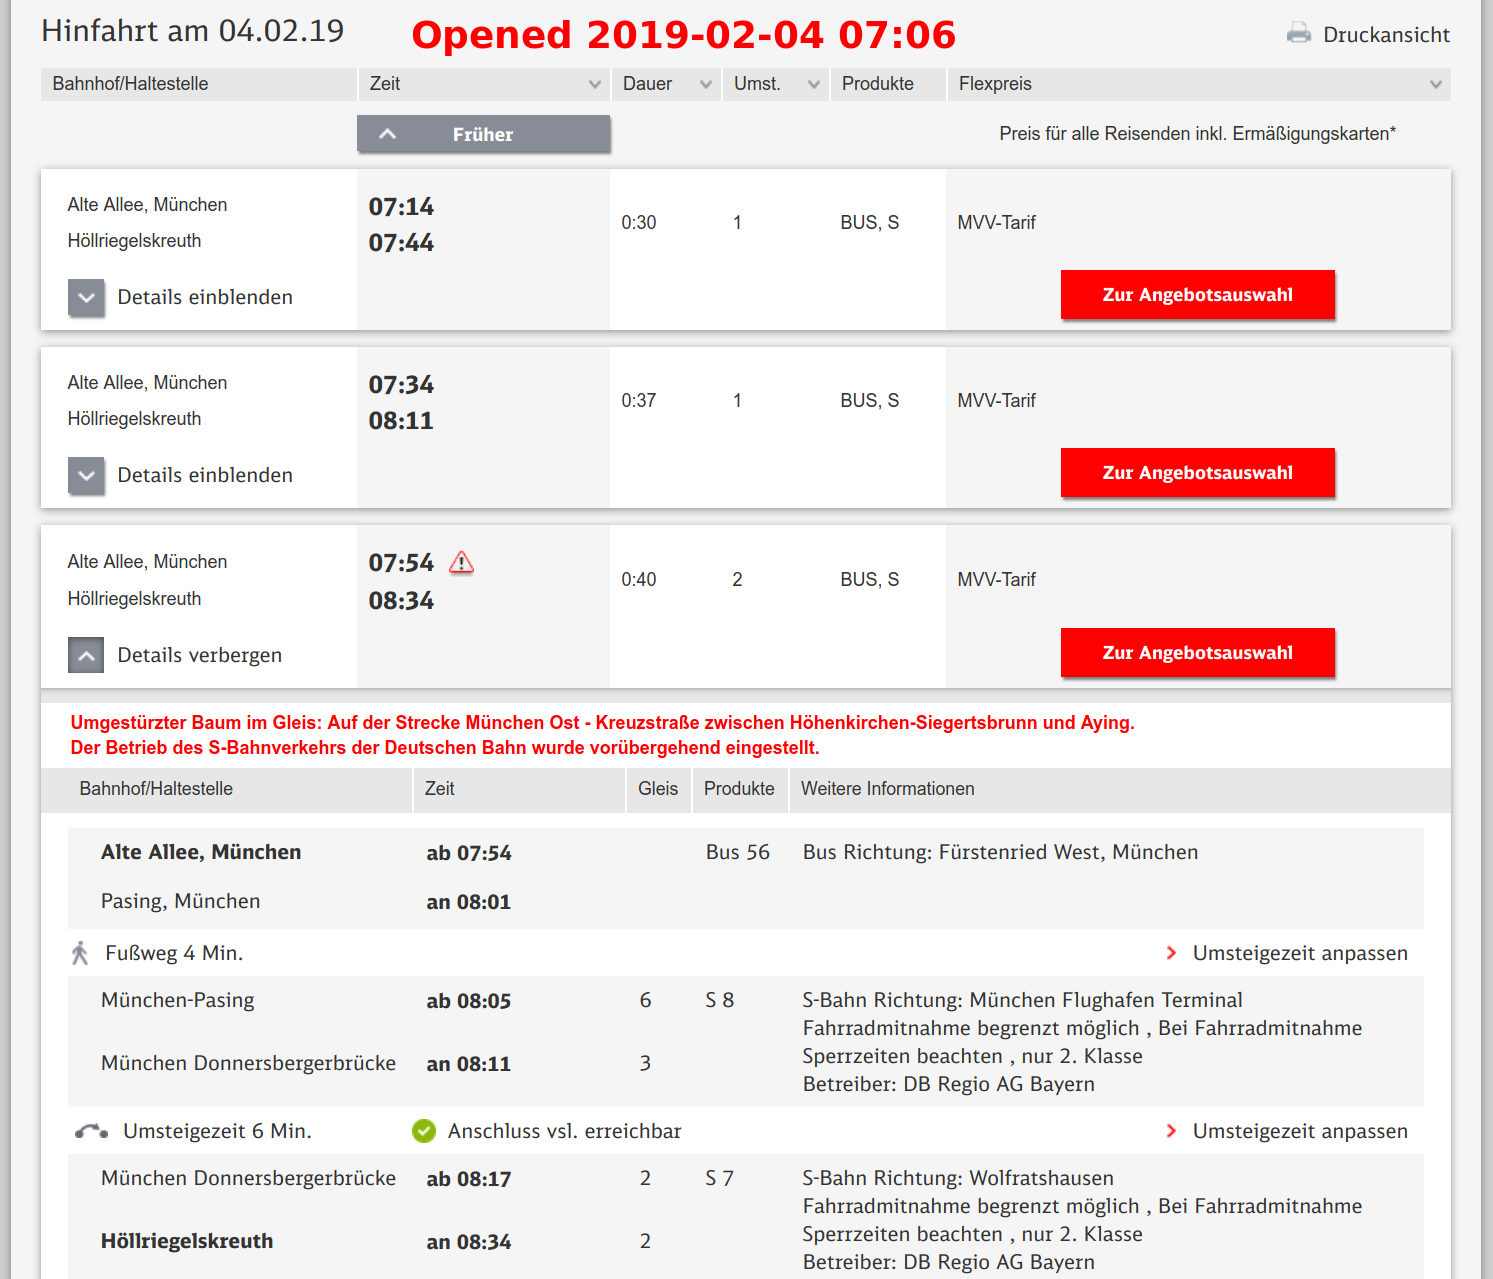 Hinfahrt am 04.02.19
Opened 2019-02-04 07:06
Druckansicht
Bahnhof/Haltestelle Zeit Dauer Umst. Produkte Flexpreis
Früher
Preis für alle Reisenden inkl. Ermäßigungskarten*
Alte Allee, München 07:14
Höllriegelskreuth 07:44
0:30 1 BUS, S MVV-Tarif
Details einblenden
Zur Angebotsauswahl
Alte Allee, München 07:34
Höllriegelskreuth 08:11
0:37 1 BUS, S MVV-Tarif
Details einblenden
Zur Angebotsauswahl
Alte Allee, München 07:54
Höllriegelskreuth 08:34
0:40 2 BUS, S MVV-Tarif
Details verbergen
Zur Angebotsauswahl
Umgestürzter Baum im Gleis: Auf der Strecke München Ost - Kreuzstraße zwischen Höhenkirchen-Siegertsbrunn und Aying.
Der Betrieb des S-Bahnverkehrs der Deutschen Bahn wurde vorübergehend eingestellt.
Bahnhof/Haltestelle Zeit Gleis Produkte Weitere Informationen
Alte Allee, München ab 07:54 Bus 56 Bus Richtung: Fürstenried West, München
Pasing, München an 08:01
Fußweg 4 Min. Umsteigezeit anpassen
München-Pasing ab 08:05 6 S 8 S-Bahn Richtung: München Flughafen Terminal
Fahrradmitnahme begrenzt möglich , Bei Fahrradmitnahme
Sperrzeiten beachten , nur 2. Klasse
München Donnersbergerbrücke an 08:11 3
Betreiber: DB Regio AG Bayern
Umsteigezeit 6 Min. Anschluss vsl. erreichbar Umsteigezeit anpassen
München Donnersbergerbrücke ab 08:17 2 S 7 S-Bahn Richtung: Wolfratshausen
Fahrradmitnahme begrenzt möglich , Bei Fahrradmitnahme
Sperrzeiten beachten , nur 2. Klasse
Höllriegelskreuth an 08:34 2
Betreiber: DB Regio AG Bayern